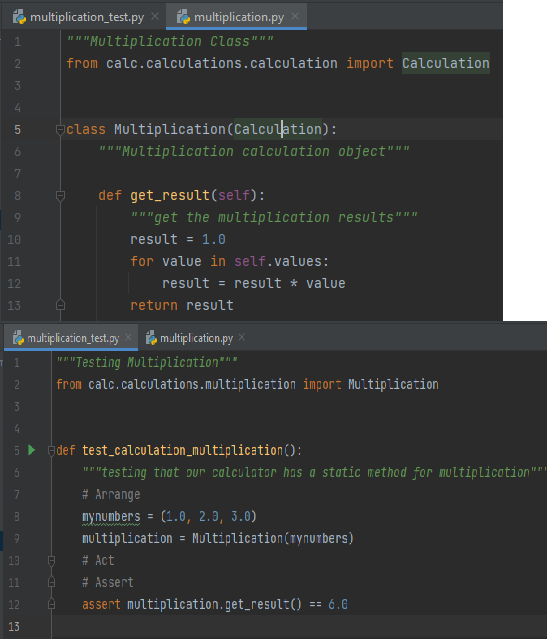 multiplication_test.py × multiplication.py ×
1 """Multiplication Class"""
2 from calc.calculations.calculation import Calculation
3
4
5 class Multiplication(Calculation):
6 """Multiplication calculation object"""
7
8 def get_result(self):
9 """get the multiplication results"""
10 result = 1.0
11 for value in self.values:
12 result = result * value
13 return result
multiplication_test.py × multiplication.py ×
1 """Testing Multiplication"""
2 from calc.calculations.multiplication import Multiplication
3
4
5 def test_calculation_multiplication():
6 """testing that our calculator has a static method for multiplication"""
7 # Arrange
8 mynumbers = (1.0, 2.0, 3.0)
9 multiplication = Multiplication(mynumbers)
10 # Act
11 # Assert
12 assert multiplication.get_result() == 6.0
13